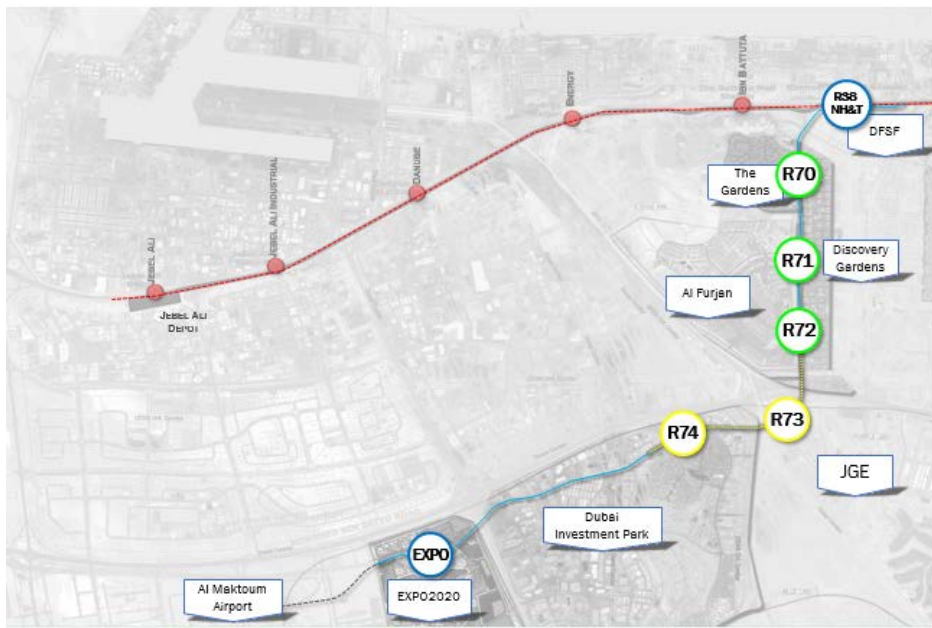 IBN BATTUTA
ENERGY
R38
NH&T
DFSF
The
Gardens
R70
DANUBE
JEBEL ALI INDUSTRIAL
JEBEL ALI
R71
Discovery
Gardens
Al Furjan
JEBEL ALI
DEPOT
R72
R74
R73
JGE
Dubai
Investment Park
EXPO
Al Maktoum
Airport
EXPO2020